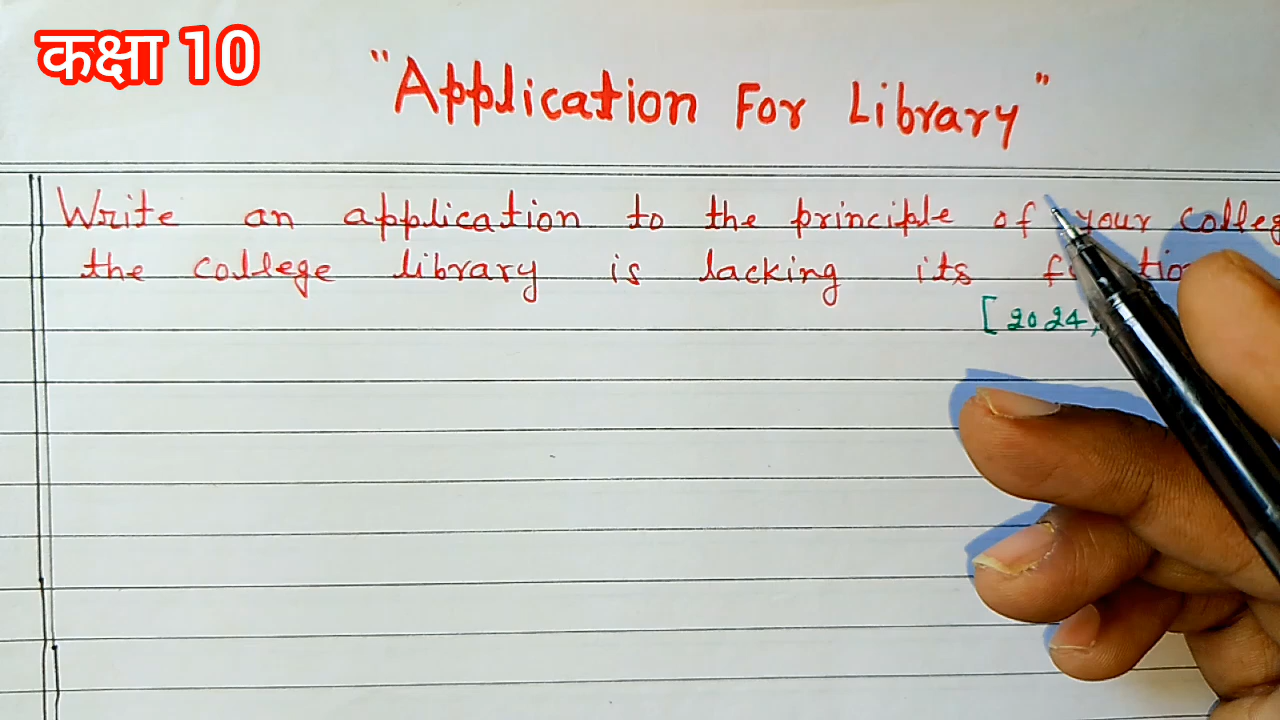 कक्षा 10
"Application For Library"
Write an application to the principle of your
the college library is lacking its
[2024,